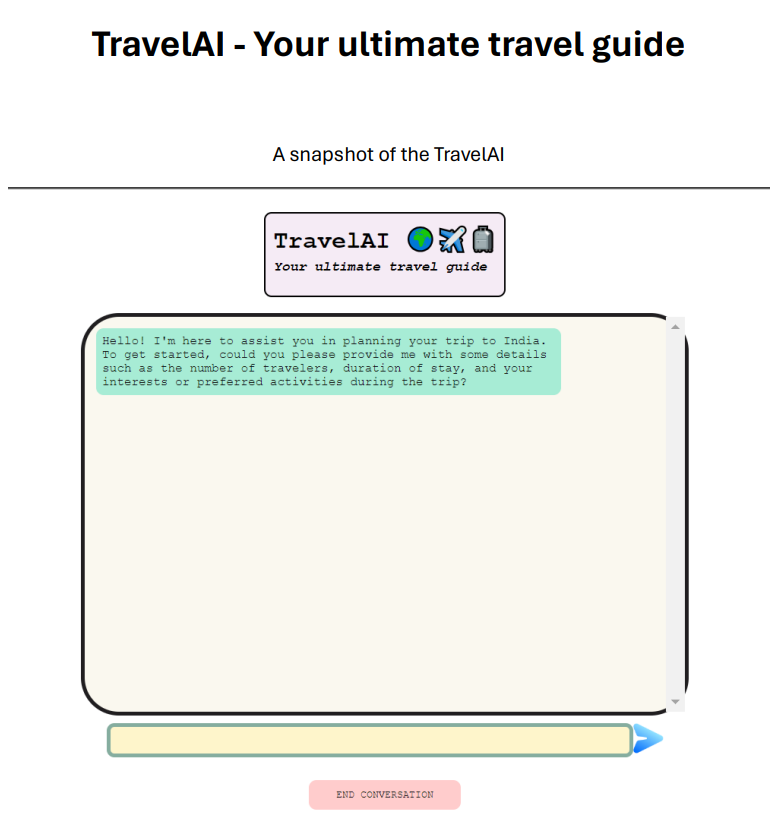 TravelAI - Your ultimate travel guide
A snapshot of the TravelAI
TravelAI 🌍✈️🧳
Your ultimate travel guide
Hello! I'm here to assist you in planning your trip to India.
To get started, could you please provide me with some details
such as the number of travelers, duration of stay, and your
interests or preferred activities during the trip?
END CONVERSATION